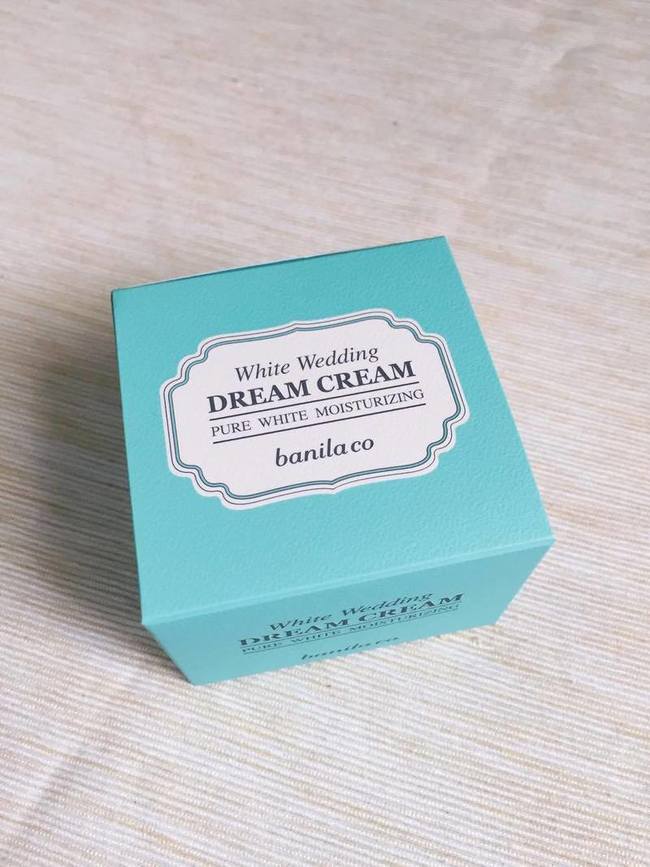 White Wedding
DREAM CREAM
PURE WHITE MOISTURIZING
banila co
White Wedding
DREAM CREAM
PURE WHITE MOISTURIZING
banila co